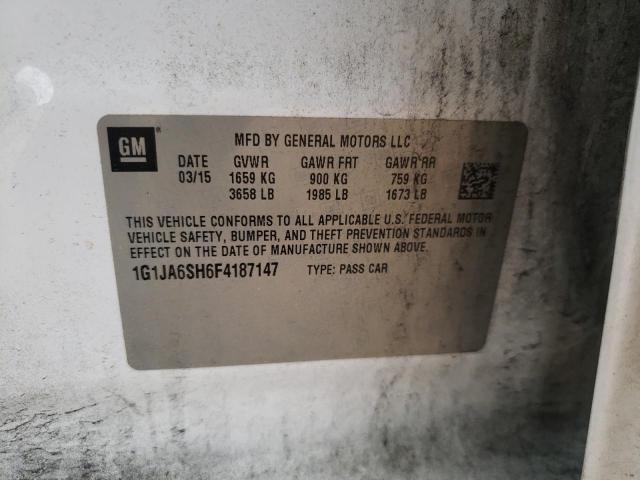 GM
MFD BY GENERAL MOTORS LLC
DATE GVWR GAWR FRT GAWR RR
03/15 1659 KG 900 KG 759 KG
3658 LB 1985 LB 1673 LB
THIS VEHICLE CONFORMS TO ALL APPLICABLE U.S. FEDERAL MOTOR
VEHICLE SAFETY, BUMPER, AND THEFT PREVENTION STANDARDS IN
EFFECT ON THE DATE OF MANUFACTURE SHOWN ABOVE.
1G1JA6SH6F4187147 TYPE: PASS CAR